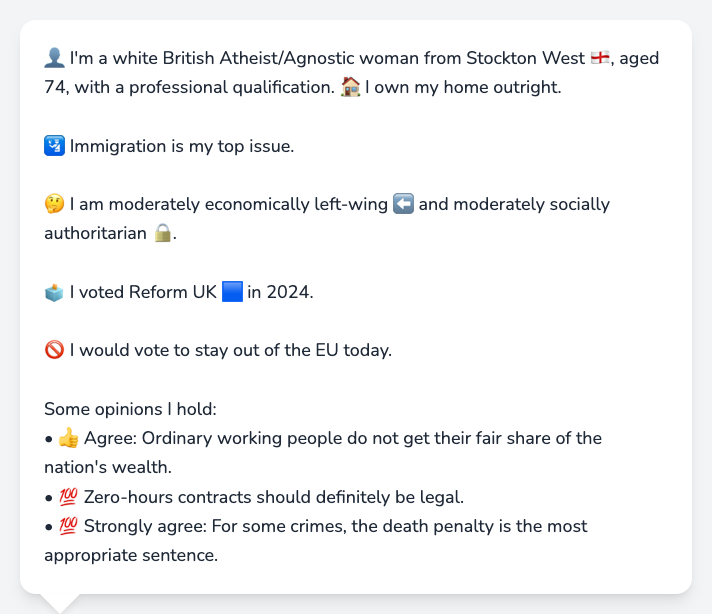 👤 I'm a white British Atheist/Agnostic woman from Stockton West 🏴󠁧󠁢󠁥󠁮󠁧󠁿, aged
74, with a professional qualification. 🏠 I own my home outright.
🛂 Immigration is my top issue.
🤔 I am moderately economically left-wing ⬅️ and moderately socially
authoritarian 🔒.
🗳️ I voted Reform UK 🟦 in 2024.
🚫 I would vote to stay out of the EU today.
Some opinions I hold:
• 👍 Agree: Ordinary working people do not get their fair share of the
nation's wealth.
• 💯 Zero-hours contracts should definitely be legal.
• 💯 Strongly agree: For some crimes, the death penalty is the most
appropriate sentence.